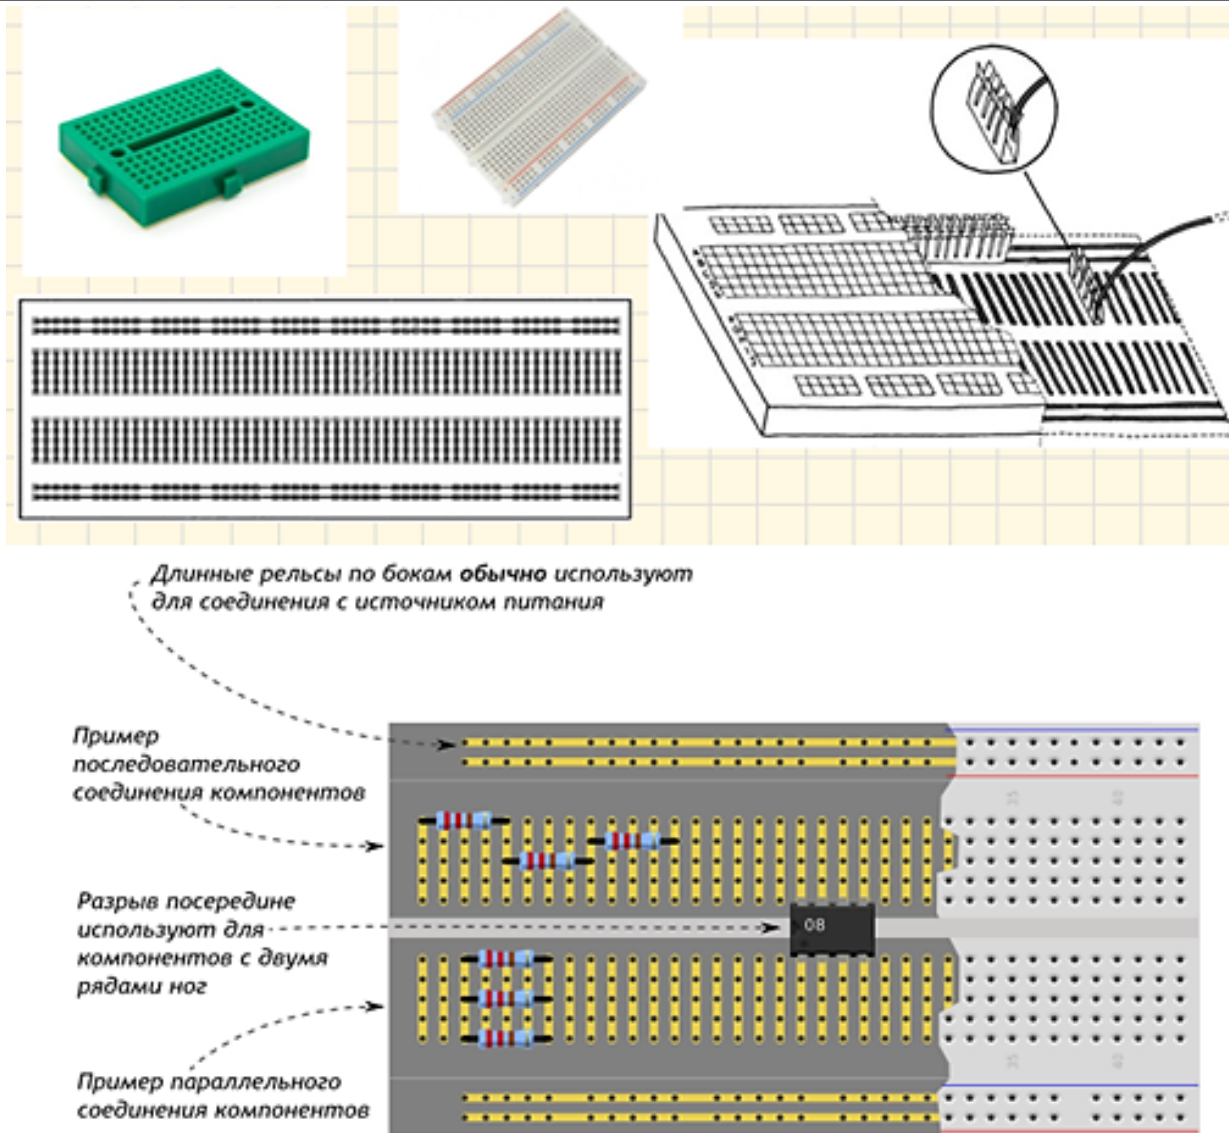 Длинные рельсы по бокам обычно используют
для соединения с источником питания
Пример
последовательного
соединения компонентов
35
40
Разрыв посередине
используют для
компонентов с двумя
рядами ног
08
35
40
Пример параллельного
соединения компонентов